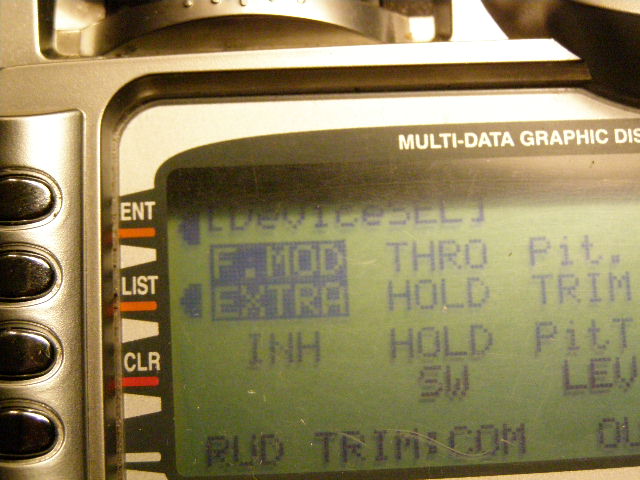 MULTI-DATA GRAPHIC DIS
ENT
[DeviceSEL]
F.MOD THRO Pit.
LIST
EXTRA HOLD TRIM
INH HOLD PitT
CLR
SW LEV
RUD TRIM:COM OU